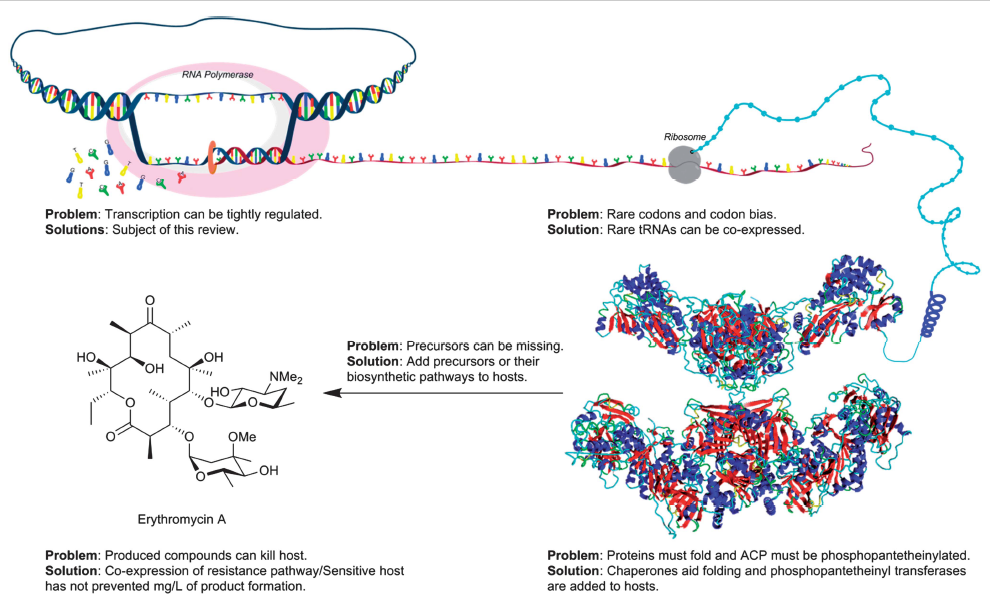 RNA Polymerase
Ribosome
Problem: Transcription can be tightly regulated.
Solutions: Subject of this review.
Problem: Rare codons and codon bias.
Solution: Rare tRNAs can be co-expressed.
Problem: Precursors can be missing.
Solution: Add precursors or their
biosynthetic pathways to hosts.
O
HO
OH
OH
HO
NMe2
O
O
O
O
O
OMe
O
OH
Erythromycin A
Problem: Produced compounds can kill host.
Solution: Co-expression of resistance pathway/Sensitive host
has not prevented mg/L of product formation.
Problem: Proteins must fold and ACP must be phosphopantetheinylated.
Solution: Chaperones aid folding and phosphopantetheinyl transferases
are added to hosts.